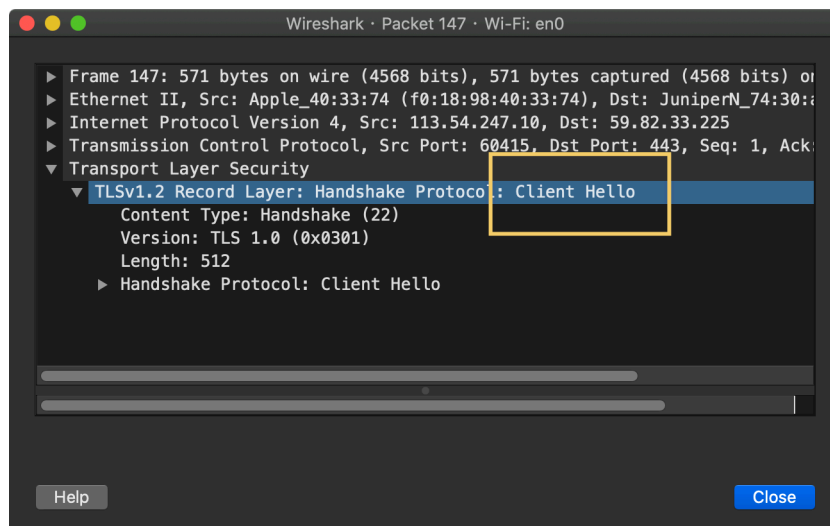 Wireshark · Packet 147 · Wi-Fi: en0
Frame 147: 571 bytes on wire (4568 bits), 571 bytes captured (4568 bits) on
Ethernet II, Src: Apple_40:33:74 (f0:18:98:40:33:74), Dst: JuniperN_74:30:a
Internet Protocol Version 4, Src: 113.54.247.10, Dst: 59.82.33.225
Transmission Control Protocol, Src Port: 60415, Dst Port: 443, Seq: 1, Ack:
Transport Layer Security
TLSv1.2 Record Layer: Handshake Protocol: Client Hello
Content Type: Handshake (22)
Version: TLS 1.0 (0x0301)
Length: 512
Handshake Protocol: Client Hello
Help
Close